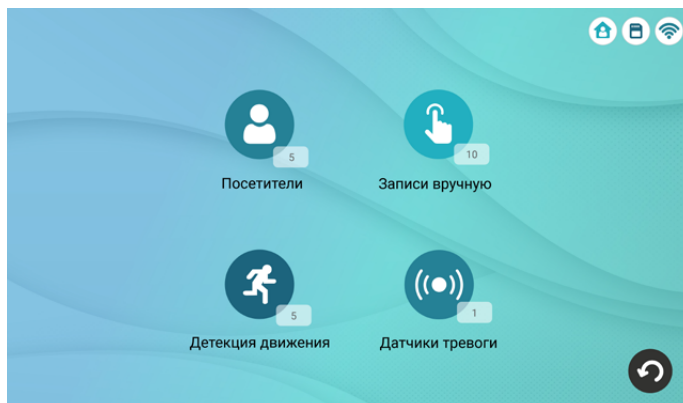 5
10
Посетители
Записи вручную
5
1
Детекция движения
Датчики тревоги